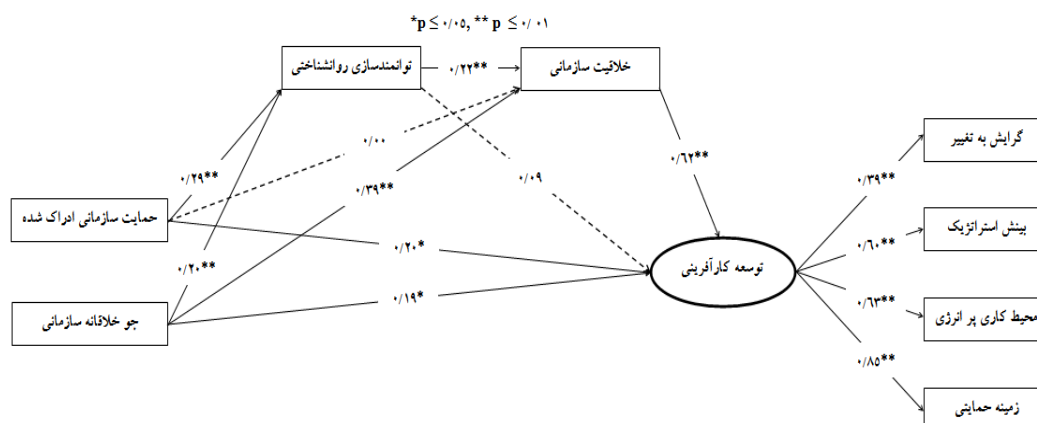 *p ≤ ۰/۰۵, ** p ≤ ۰/۰۱
توانمندسازی روانشناختی
۰/۲۲**
خلاقیت سازمانی
گرایش به تغییر
۰/۰۰
۰/۶۲**
۰/۰۹
۰/۳۹**
۰/۲۹**
۰/۳۹**
حمایت سازمانی ادراک شده
بینش استراتژیک
۰/۶۰**
۰/۲۰*
توسعه کارآفرینی
۰/۲۰**
۰/۱۹*
۰/۶۳**
جو خلاقانه سازمانی
محیط کاری پر انرژی
۰/۸۵**
زمینه حمایتی